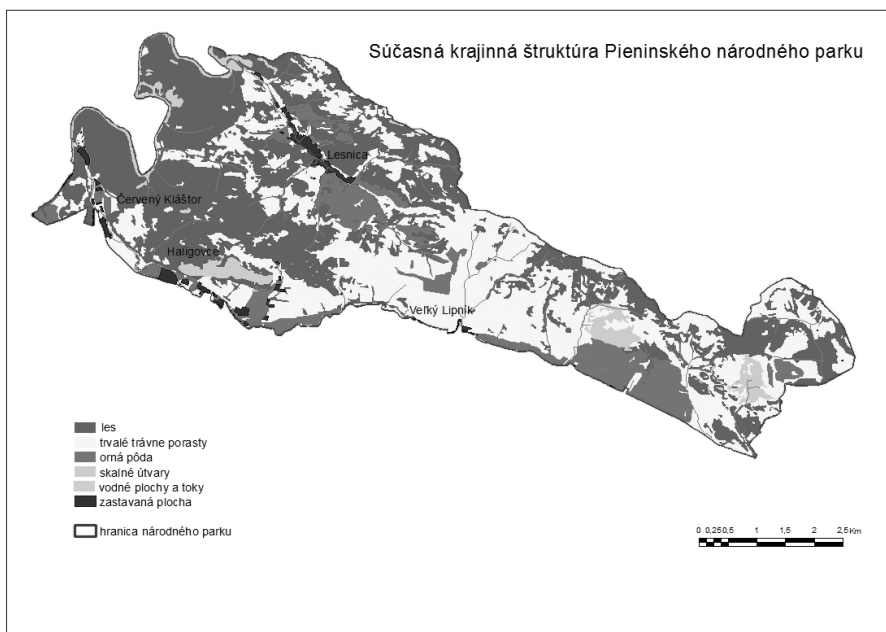 Súčasná krajinná štruktúra Pieninského národného parku
Lesnica
Červený Kláštor
Haligovce
Veľký Lipník
les
trvalé trávne porasty
orná pôda
skalné útvary
vodné plochy a toky
zastavaná plocha
hranica národného parku
0 0,250,5 1 1,5 2 2,5 Km